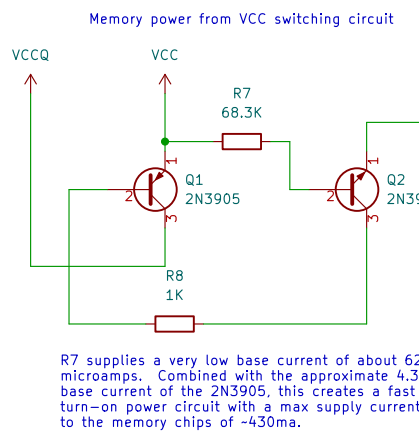 Memory power from VCC switching circuit
VCCQ
VCC
R7
68.3K
1
1
2
Q1
2N3905
3
2
Q2
3
R8
1K
R7 supplies a very low base current of about 62
microamps. Combined with the approximate 4.3
base current of the 2N3905, this creates a fast
turn-on power circuit with a max supply current
to the memory chips of ~430ma.